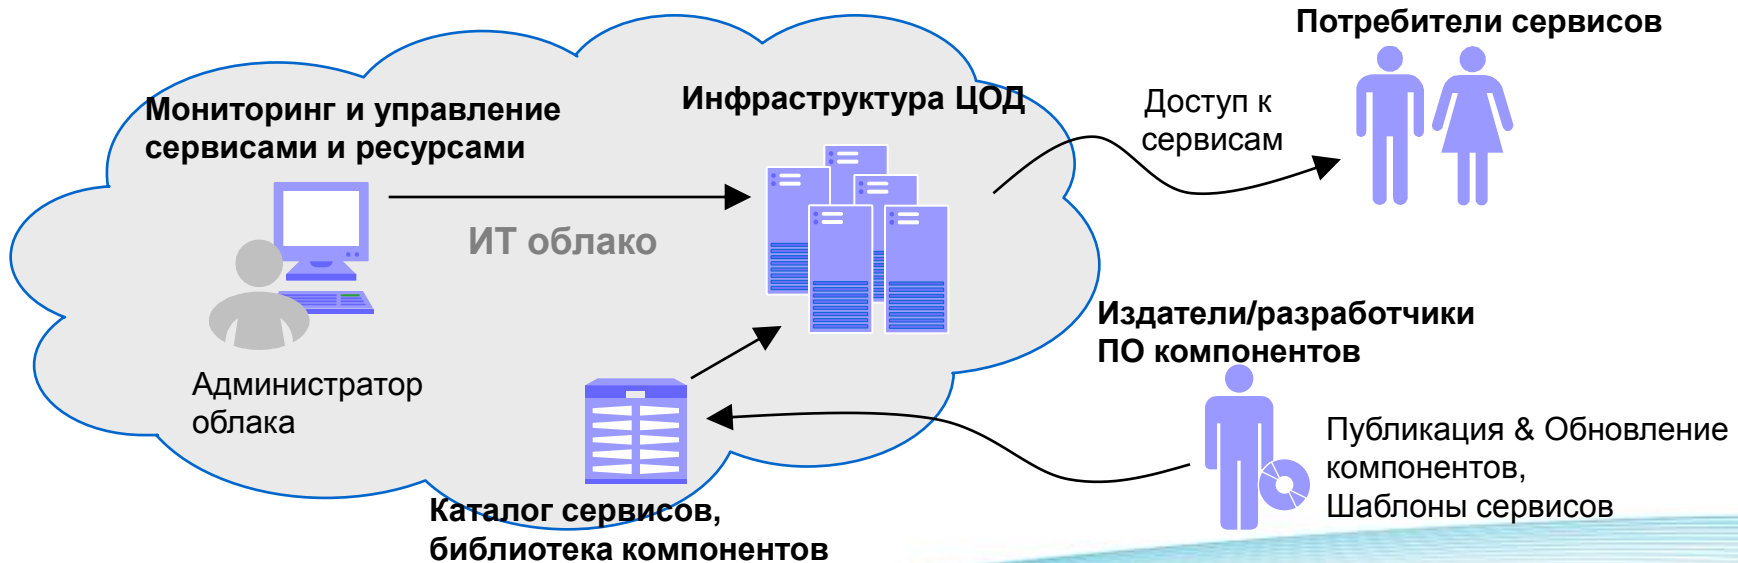 Потребители сервисов
Мониторинг и управление
сервисами и ресурсами
Инфраструктура ЦОД
Доступ к
сервисам
ИТ облако
Администратор
облака
Издатели/разработчики
ПО компонентов
Публикация & Обновление
компонентов,
Шаблоны сервисов
Каталог сервисов,
библиотека компонентов